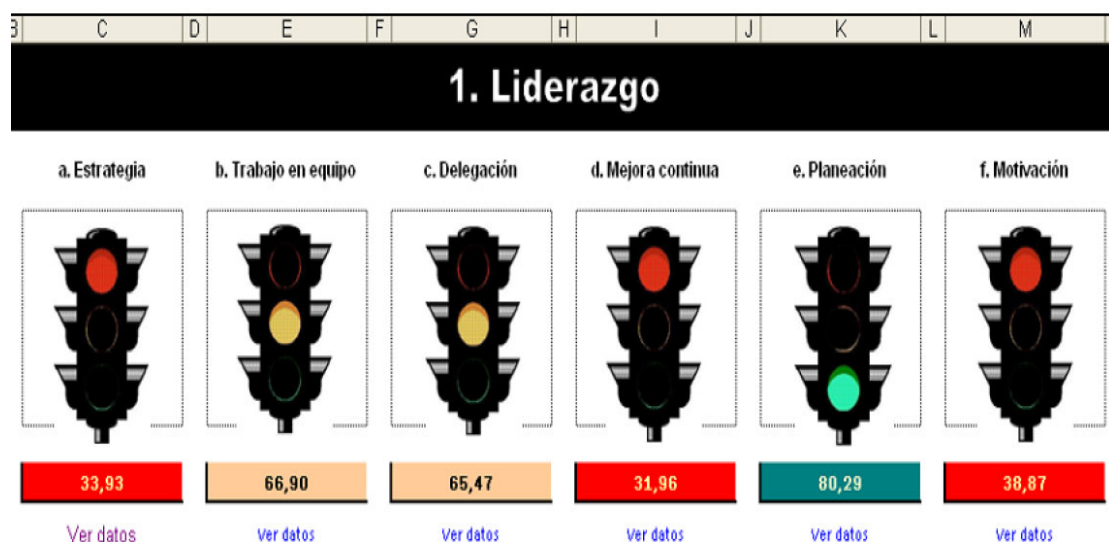 B C D E F G H I J K L M
1. Liderazgo
a. Estrategia b. Trabajo en equipo c. Delegación d. Mejora continua e. Planeación f. Motivación
33,93 66,90 65,47 31,96 80,29 38,87
Ver datos Ver datos Ver datos Ver datos Ver datos Ver datos